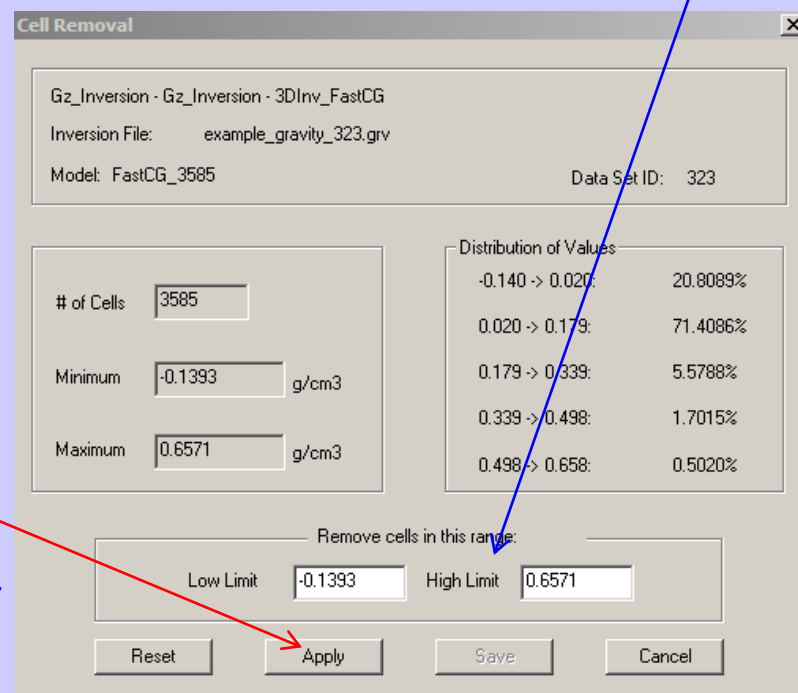 Cell Removal
Gz_Inversion - Gz_Inversion - 3DInv_FastCG
Inversion File: example_gravity_323.grv
Model: FastCG_3585 Data Set ID: 323
# of Cells 3585
Minimum -0.1393 g/cm3
Maximum 0.6571 g/cm3
Distribution of Values
-0.140 -> 0.020: 20.8089%
0.020 -> 0.179: 71.4086%
0.179 -> 0.339: 5.5788%
0.339 -> 0.498: 1.7015%
0.498 -> 0.658: 0.5020%
Remove cells in this range:
Low Limit -0.1393 High Limit 0.6571
Reset Apply Save Cancel